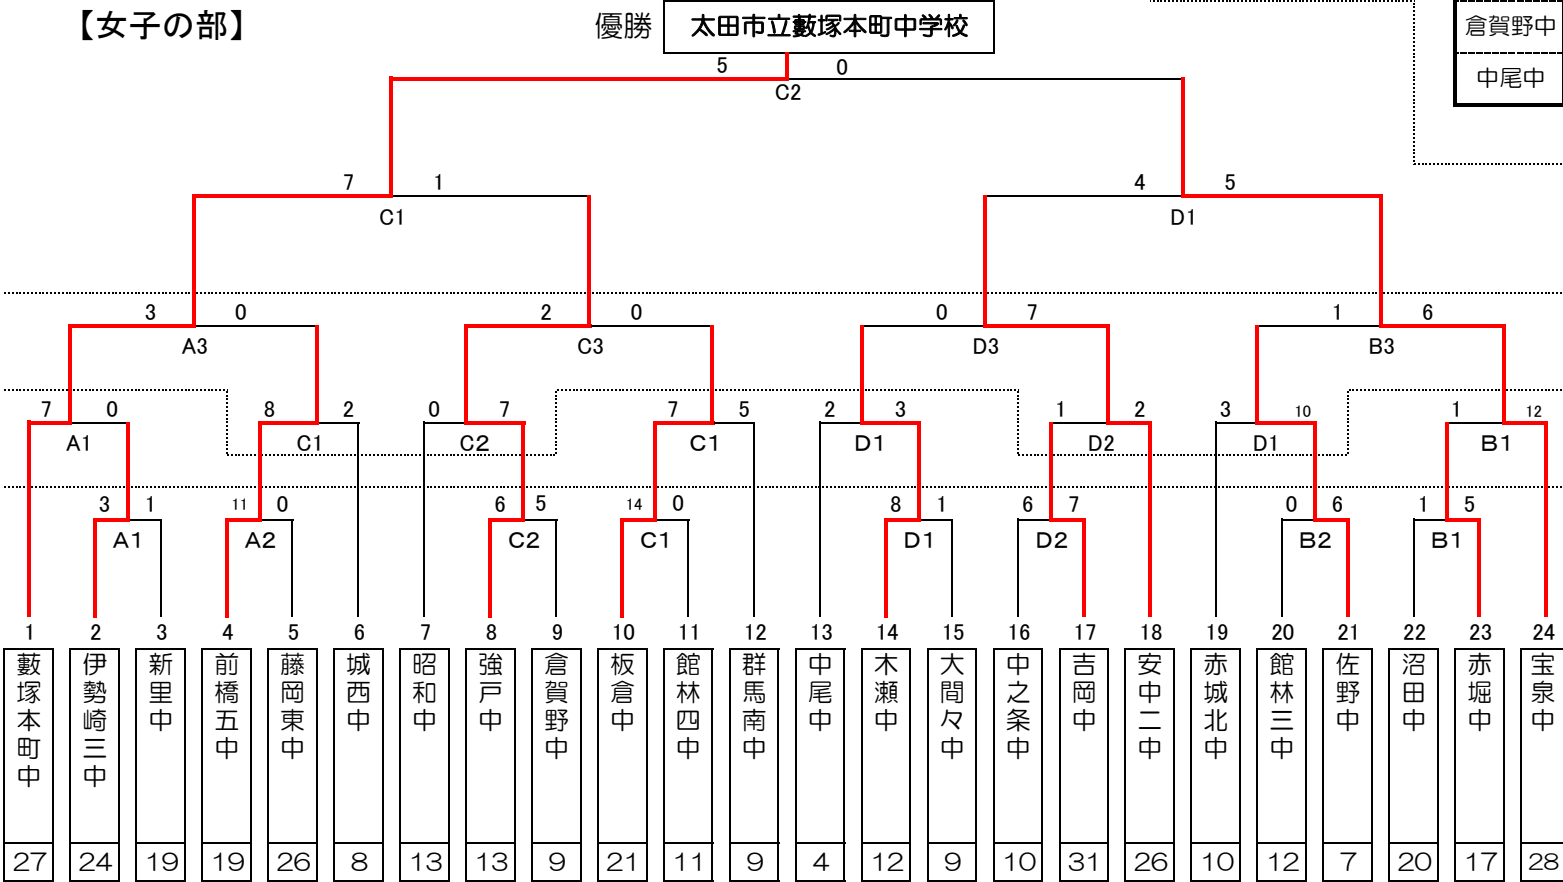 【女子の部】
優勝 太田市立藪塚本町中学校
倉賀野中
中尾中
5 0
C2
7 1 4 5
C1 D1
3 0 2 0 0 7 1 6
A3 C3 D3 B3
7 0 8 2 0 7 7 5 2 3 1 2 3 10 1 12
A1 C1 C2 C1 D1 D2 D1 B1
3 1 11 0 6 5 14 0 8 1 6 7 0 6 1 5
A1 A2 C2 C1 D1 D2 B2 B1
1 2 3 4 5 6 7 8 9 10 11 12 13 14 15 16 17 18 19 20 21 22 23 24
藪塚本町中
伊勢崎三中
新里中
前橋五中
藤岡東中
城西中
昭和中
強戸中
倉賀野中
板倉中
館林四中
群馬南中
中尾中
木瀬中
大間々中
中之条中
吉岡中
安中二中
赤城北中
館林三中
佐野中
沼田中
赤堀中
宝泉中
27 24 19 19 26 8 13 13 9 21 11 9 4 12 9 10 31 26 10 12 7 20 17 28